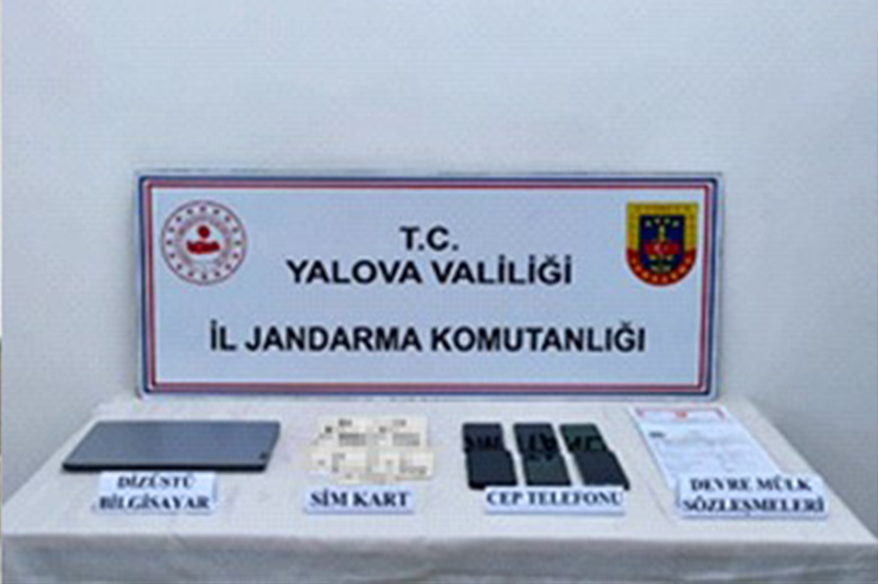 T.C.
YALOVA VALİLİĞİ
İL JANDARMA KOMUTANLIĞI
DİZÜSTÜ
BİLGİSAYAR
SİM KART
CEP TELEFONU
DEVRE MÜLK
SÖZLEŞMELERİ